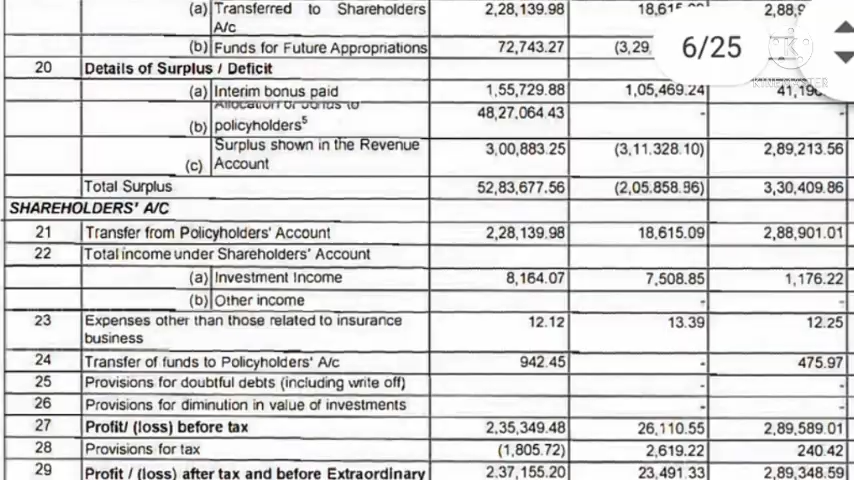 (a) Transferred to Shareholders A/c 2,28,139.98 18,615
(b) Funds for Future Appropriations 72,743.27 (3,29
6/25
20 Details of Surplus / Deficit
KINEMASTER
(a) Interim bonus paid 1,55,729.88 1,05,469.24
(b) Allocation of bonus to policyholders⁵ 48,27,064.43 -
(c) Surplus shown in the Revenue Account 3,00,883.25 (3,11.328.10) 2,89,213.56
Total Surplus 52,83,677.56 (2,05.858.86) 3,30,409.86
SHAREHOLDERS' A/C
21 Transfer from Policyholders' Account 2,28,139.98 18,615.09 2,88,901.01
22 Total income under Shareholders' Account
(a) Investment Income 8,164.07 7,508.85 1,176.22
(b) Other income - -
23 Expenses other than those related to insurance business 12.12 13.39 12.25
24 Transfer of funds to Policyholders' A/c 942.45 - 475.97
25 Provisions for doubtful debts (including write off) - -
26 Provisions for diminution in value of investments - -
27 Profit/ (loss) before tax 2,35,349.48 26,110.55 2,89,589.01
28 Provisions for tax (1,805.72) 2,619.22 240.42
29 Profit / (loss) after tax and before Extraordinary 2,37,155.20 23,491.33 2,89,348.59